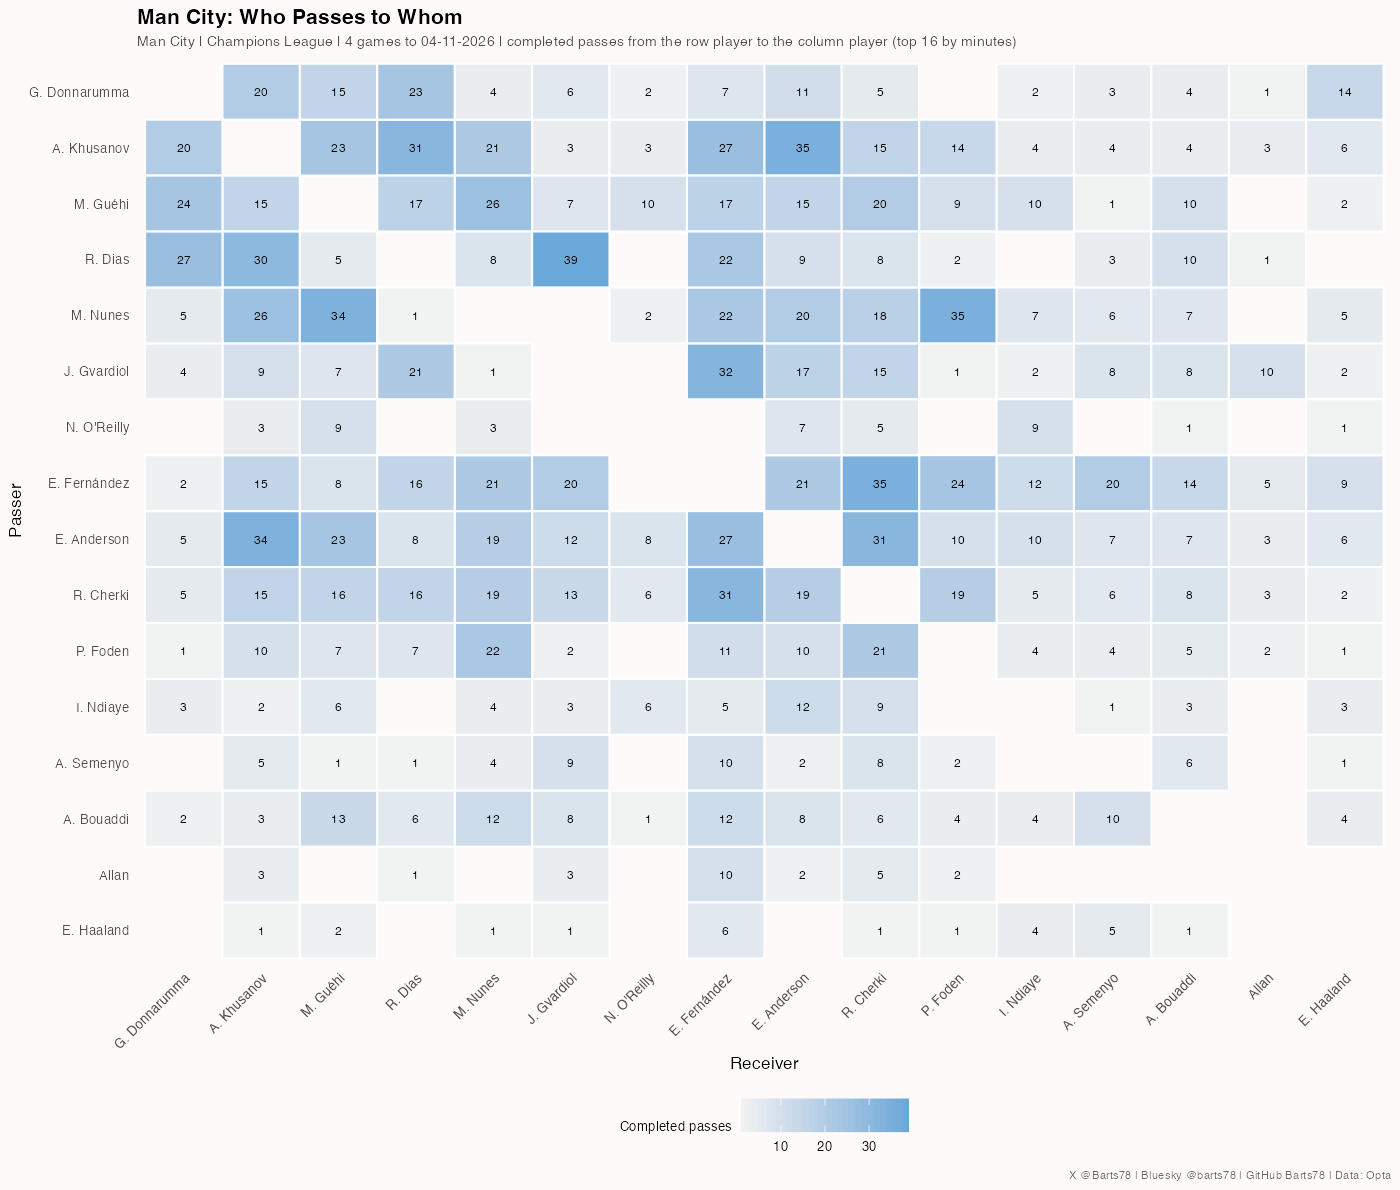 Man City: Who Passes to Whom
Man City | Champions League | 4 games to 04-11-2026 | completed passes from the row player to the column player (top 16 by minutes)
Passer
G. Donnarumma 20 15 23 4 6 2 7 11 5 2 3 4 1 14
A. Khusanov 20 23 31 21 3 3 27 35 15 14 4 4 4 3 6
M. Guéhi 24 15 17 26 7 10 17 15 20 9 10 1 10 2
R. Dias 27 30 5 8 39 22 9 8 2 3 10 1
M. Nunes 5 26 34 1 2 22 20 18 35 7 6 7 5
J. Gvardiol 4 9 7 21 1 32 17 15 1 2 8 8 10 2
N. O'Reilly 3 9 3 7 5 9 1 1
E. Fernández 2 15 8 16 21 20 21 35 24 12 20 14 5 9
E. Anderson 5 34 23 8 19 12 8 27 31 10 10 7 7 3 6
R. Cherki 5 15 16 16 19 13 6 31 19 19 5 6 8 3 2
P. Foden 1 10 7 7 22 2 11 10 21 4 4 5 2 1
I. Ndiaye 3 2 6 4 3 6 5 12 9 1 3 3
A. Semenyo 5 1 1 4 9 10 2 8 2 6 1
A. Bouaddi 2 3 13 6 12 8 1 12 8 6 4 4 10 4
Allan 3 1 3 10 2 5 2
E. Haaland 1 2 1 1 6 1 1 4 5 1
G. Donnarumma A. Khusanov M. Guéhi R. Dias M. Nunes J. Gvardiol N. O'Reilly E. Fernández E. Anderson R. Cherki P. Foden I. Ndiaye A. Semenyo A. Bouaddi Allan E. Haaland
Receiver
Completed passes
10 20 30
X @Barts78 | Bluesky @barts78 | GitHub Barts78 | Data: Opta